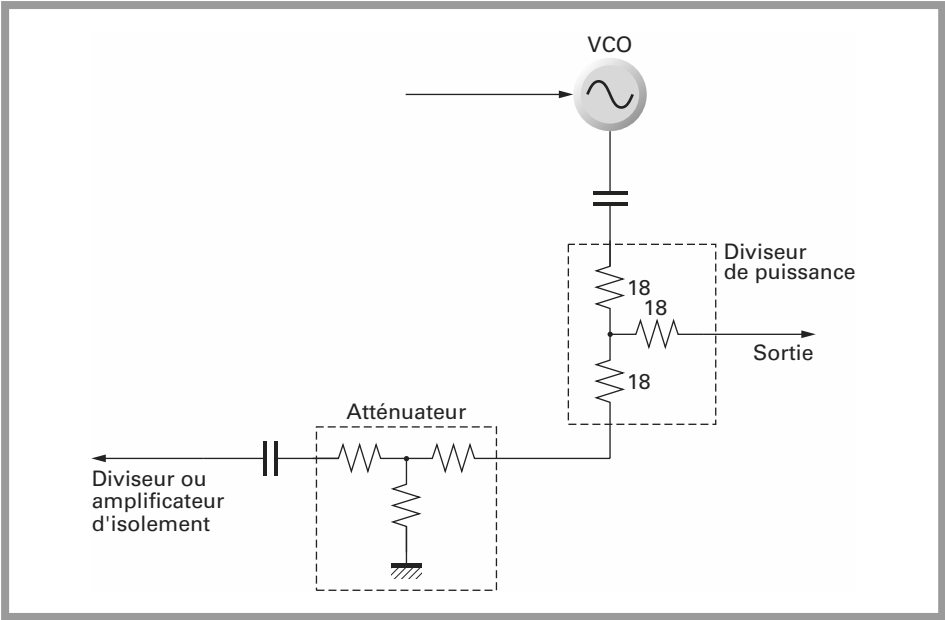 VCO
Diviseur
de puissance
18
18
Sortie
18
Atténuateur
Diviseur ou
amplificateur
d'isolement